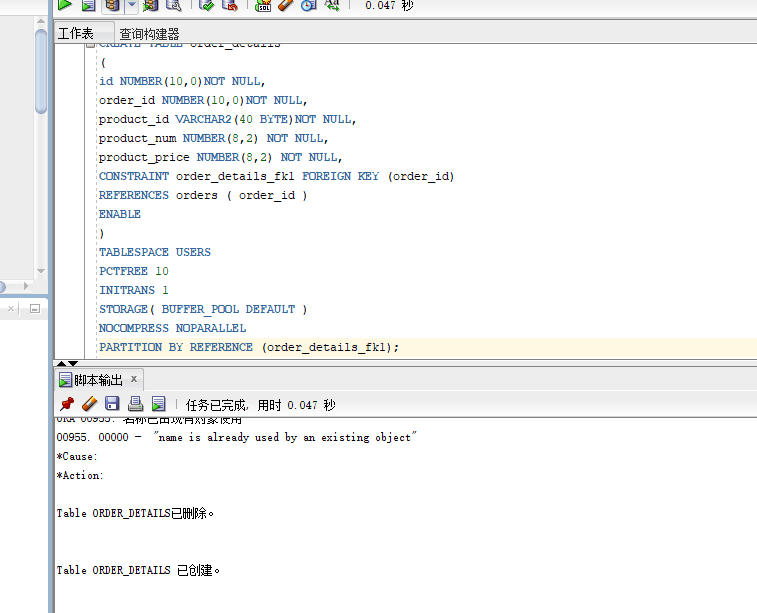 0.047 秒
工作表 查询构建器
CREATE TABLE order_details
(
id NUMBER(10,0)NOT NULL,
order_id NUMBER(10,0)NOT NULL,
product_id VARCHAR2(40 BYTE)NOT NULL,
product_num NUMBER(8,2) NOT NULL,
product_price NUMBER(8,2) NOT NULL,
CONSTRAINT order_details_fk1 FOREIGN KEY (order_id)
REFERENCES orders ( order_id )
ENABLE
)
TABLESPACE USERS
PCTFREE 10
INITRANS 1
STORAGE( BUFFER_POOL DEFAULT )
NOCOMPRESS NOPARALLEL
PARTITION BY REFERENCE (order_details_fk1);
脚本输出 x
任务已完成, 用时 0.047 秒
ORA-00955: 名称已由现有对象使用
00955. 00000 - "name is already used by an existing object"
*Cause:
*Action:
Table ORDER_DETAILS已删除。
Table ORDER_DETAILS 已创建。